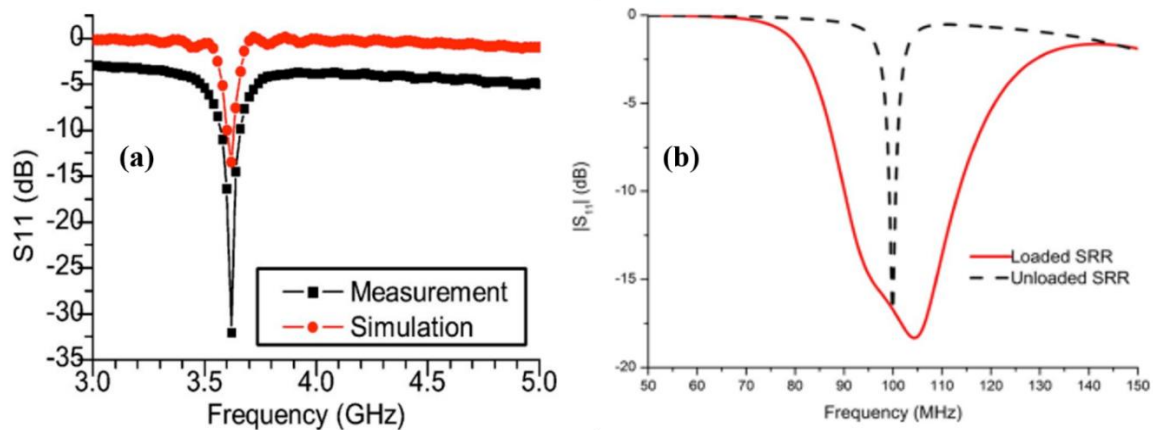 0
-5
-10
-15
-20
-25
-30
-35
S11 (dB)
(a)
Measurement
Simulation
3.0 3.5 4.0 4.5 5.0
Frequency (GHz)
0
-5
-10
-15
-20
|S₁₁| (dB)
(b)
Loaded SRR
Unloaded SRR
50 60 70 80 90 100 110 120 130 140 150
Frequency (MHz)